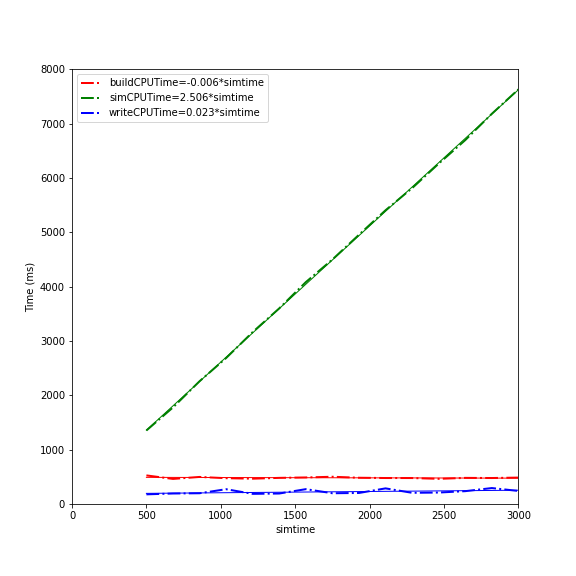 8000
7000
6000
5000
4000
3000
2000
1000
0
Time (ms)
buildCPUTime=-0.006*simtime
simCPUTime=2.506*simtime
writeCPUTime=0.023*simtime
0 500 1000 1500 2000 2500 3000
simtime